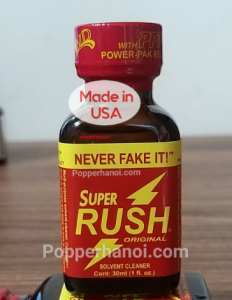 WITH
POWER-PAK
Made in
USA
NEVER FAKE IT!™
Popperhanoi.com
SUPER
RUSH
ORIGINAL
Popperhanoi.com
SOLVENT CLEANER
Cont: 30ml (1 fl. oz.)